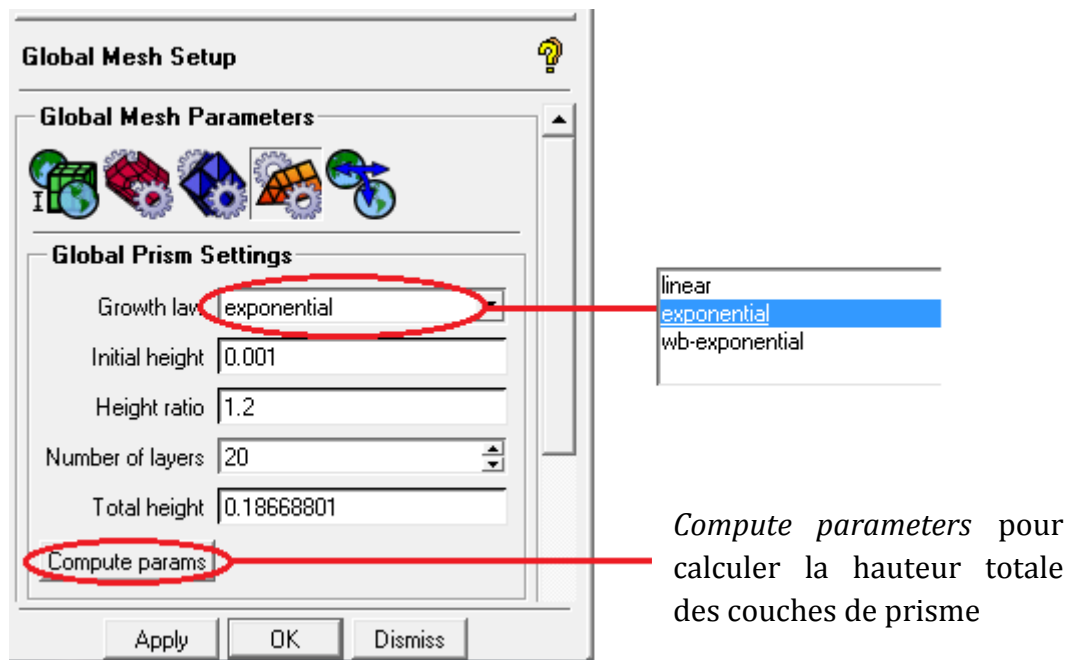 Global Mesh Setup
Global Mesh Parameters
Global Prism Settings
Growth law exponential
Initial height 0.001
Height ratio 1.2
Number of layers 20
Total height 0.18668801
Compute params
Apply OK Dismiss
linear
exponential
wb-exponential
Compute parameters pour
calculer la hauteur totale
des couches de prisme